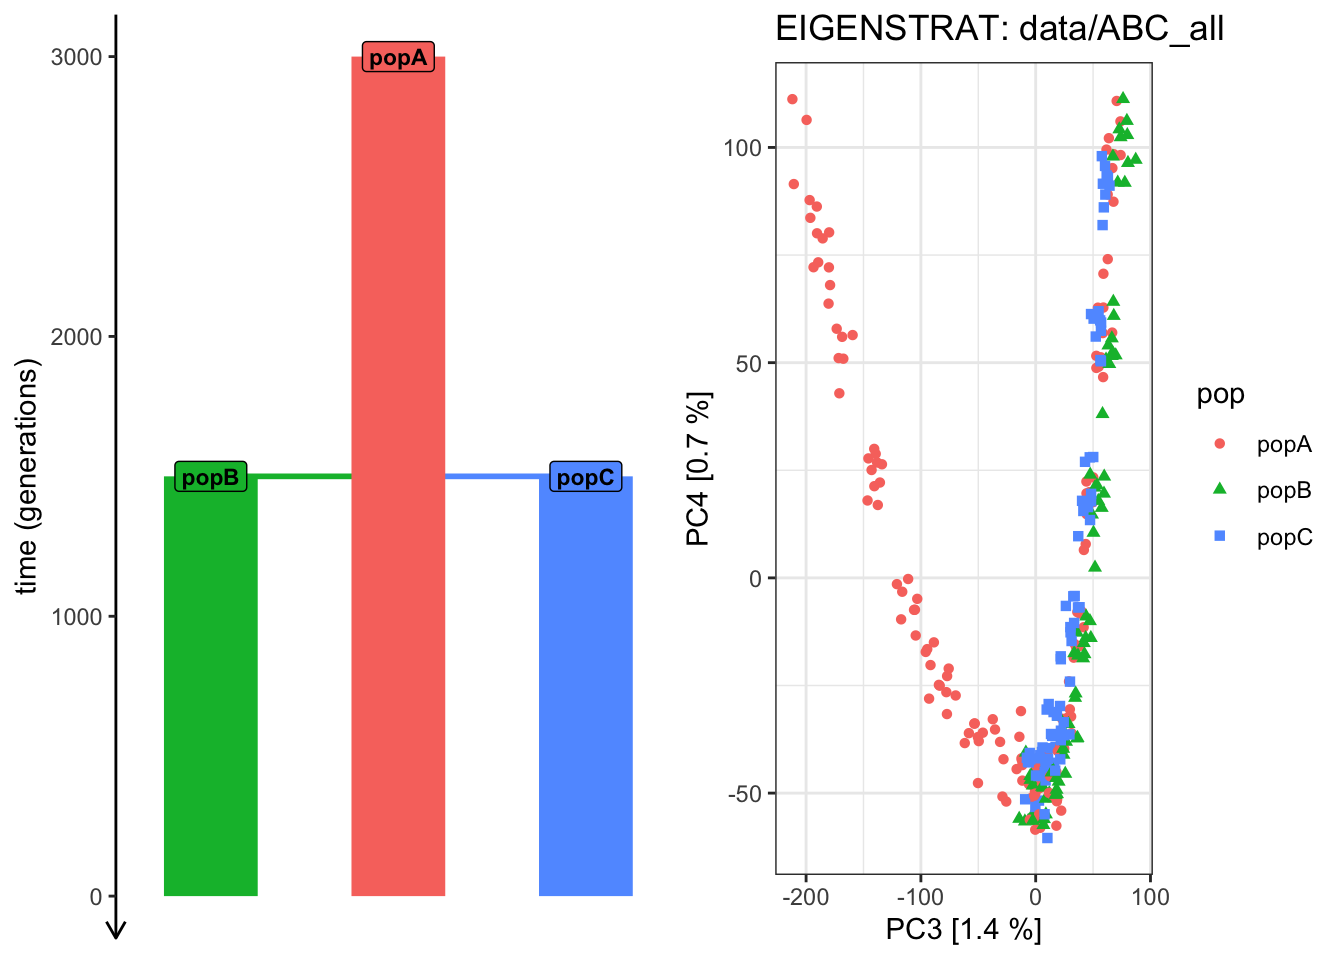 time (generations)
3000
2000
1000
0
popA
popB
popC
EIGENSTRAT: data/ABC_all
PC4 [0.7 %]
100
50
0
-50
-200
-100
0
100
PC3 [1.4 %]
pop
popA
popB
popC